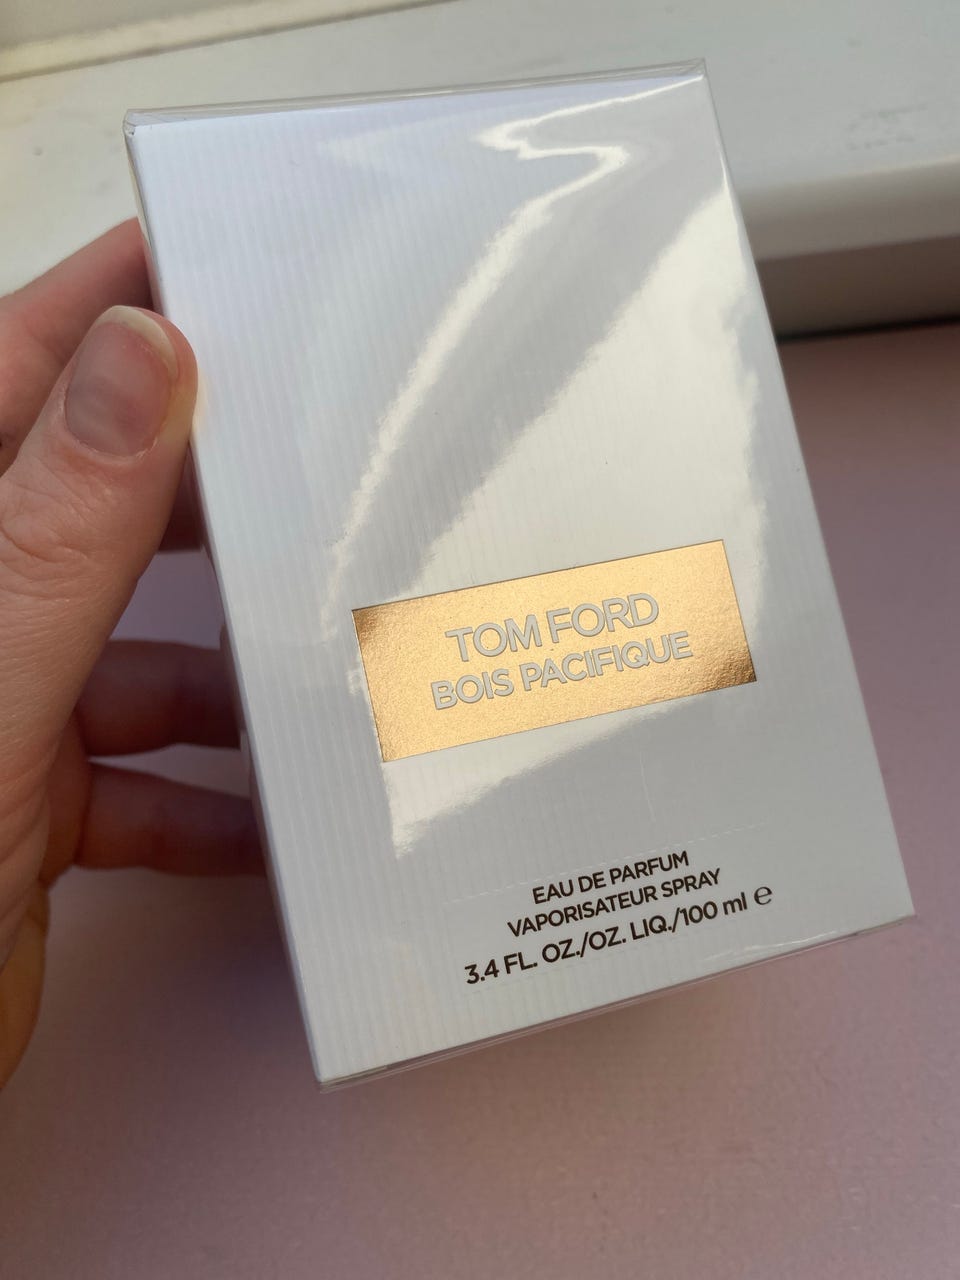 TOM FORD
BOIS PACIFIQUE
EAU DE PARFUM
VAPORISATEUR SPRAY
3.4 FL. OZ./OZ. LIQ./100 ml ℮